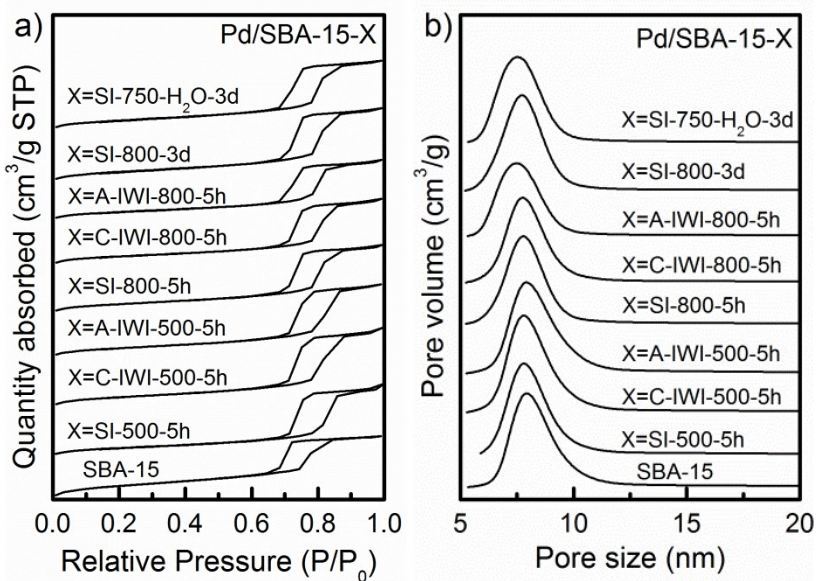 a)
Pd/SBA-15-X
X=SI-750-H₂O-3d
X=SI-800-3d
X=A-IWI-800-5h
X=C-IWI-800-5h
X=SI-800-5h
X=A-IWI-500-5h
X=C-IWI-500-5h
X=SI-500-5h
SBA-15
Quantity absorbed (cm³/g STP)
0.0 0.2 0.4 0.6 0.8 1.0
Relative Pressure (P/P₀)
b)
Pd/SBA-15-X
X=SI-750-H₂O-3d
X=SI-800-3d
X=A-IWI-800-5h
X=C-IWI-800-5h
X=SI-800-5h
X=A-IWI-500-5h
X=C-IWI-500-5h
X=SI-500-5h
SBA-15
Pore volume (cm³/g)
5 10 15 20
Pore size (nm)